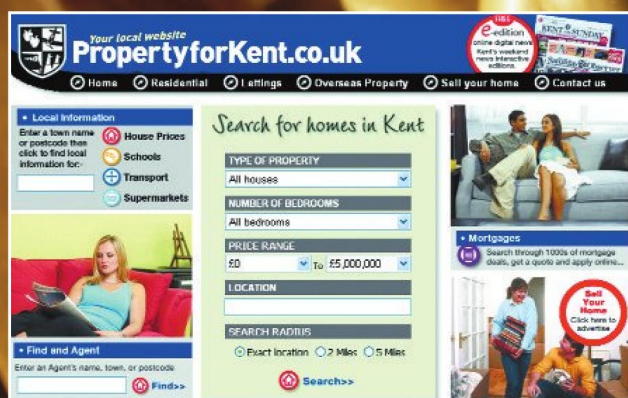 Your local website
PropertyforKent.co.uk
FREE
e-edition
online digital news
Kent's weekend
news interactive
editions.
KENT ON SUNDAY
Home
Residential
Lettings
Overseas Property
Sell your home
Contact us
• Local Information
Enter a town name
or postcode then
click to find local
information for:-
House Prices
Schools
Transport
Supermarkets
Search for homes in Kent
TYPE OF PROPERTY
All houses
NUMBER OF BEDROOMS
All bedrooms
PRICE RANGE
£0
To
£5,000,000
LOCATION
SEARCH RADIUS
Exact location
2 Miles
5 Miles
Search>>
• Mortgages
Search through 1000s of mortgage
deals, get a quote and apply online...
Sell
Your
Home
Click here to
advertise
• Find and Agent
Enter an Agent's name, town, or postcode
Find>>